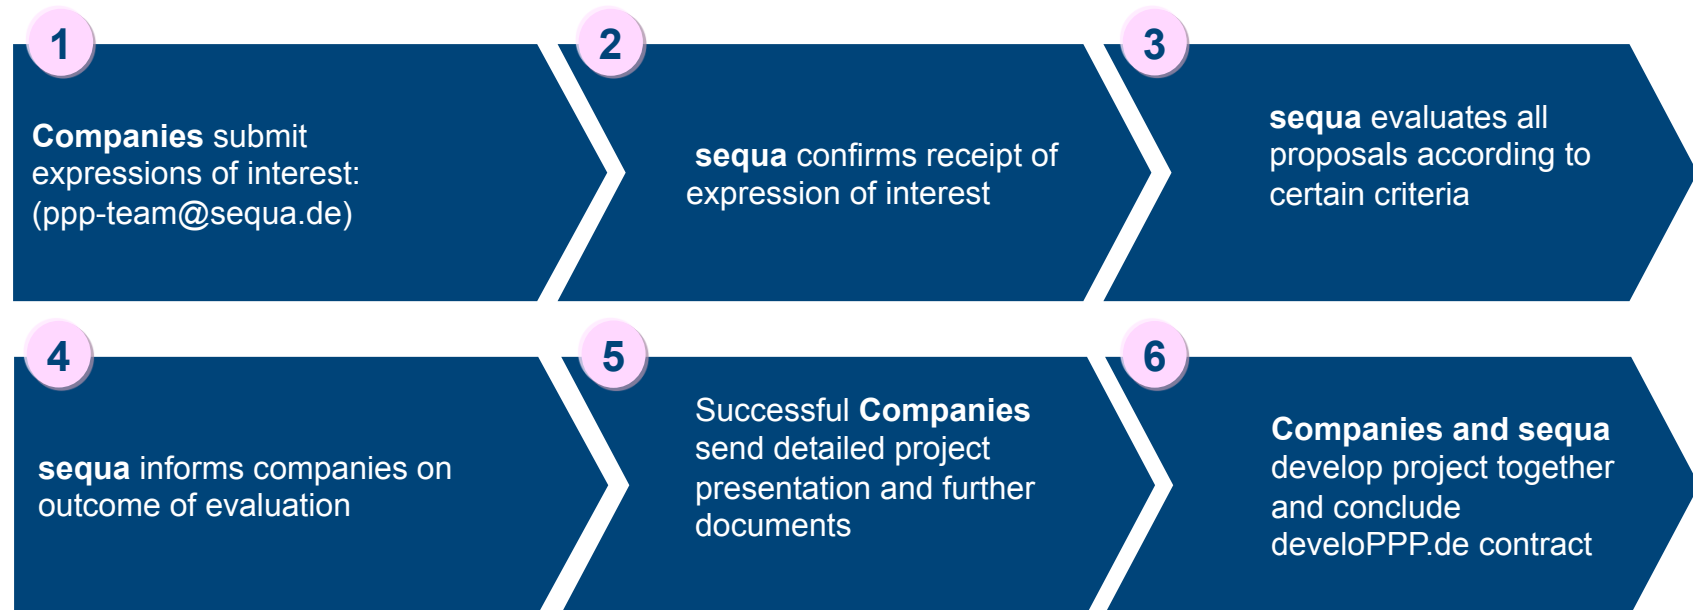 1
Companies submit
expressions of interest:
(ppp-team@sequa.de)
2
sequa confirms receipt of
expression of interest
3
sequa evaluates all
proposals according to
certain criteria
4
sequa informs companies on
outcome of evaluation
5
Successful Companies
send detailed project
presentation and further
documents
6
Companies and sequa
develop project together
and conclude
develoPPP.de contract